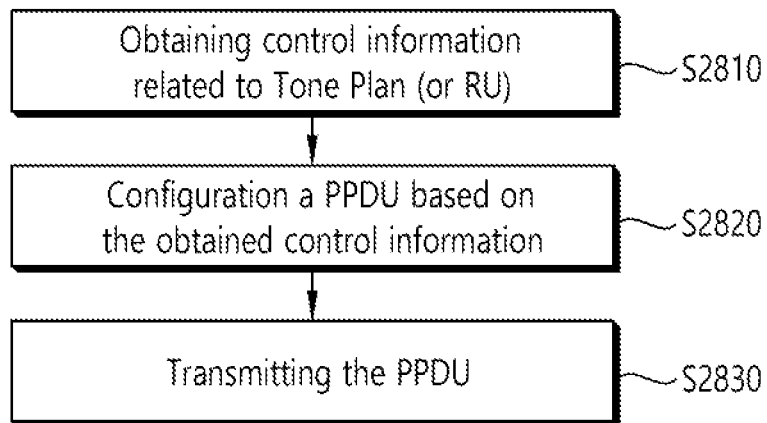 Obtaining control information
related to Tone Plan (or RU)
S2810
Configuration a PPDU based on
the obtained control information
S2820
Transmitting the PPDU
S2830